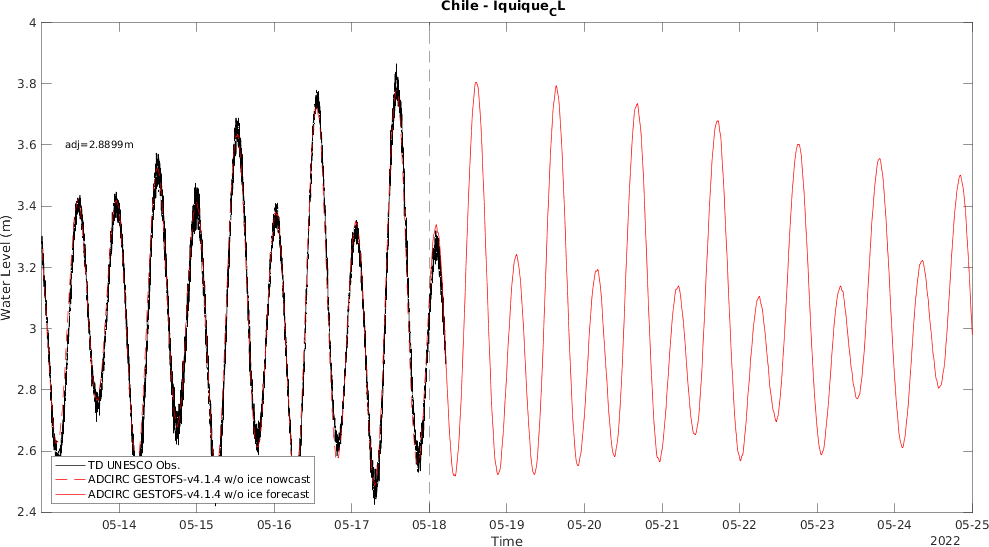 Chile - Iquique_CL
4
3.8
3.6
3.4
3.2
3
2.8
2.6
2.4
Water Level (m)
adj=2.8899m
TD UNESCO Obs.
ADCIRC GESTOFS-v4.1.4 w/o ice nowcast
ADCIRC GESTOFS-v4.1.4 w/o ice forecast
05-14 05-15 05-16 05-17 05-18 05-19 05-20 05-21 05-22 05-23 05-24 05-25
Time
2022